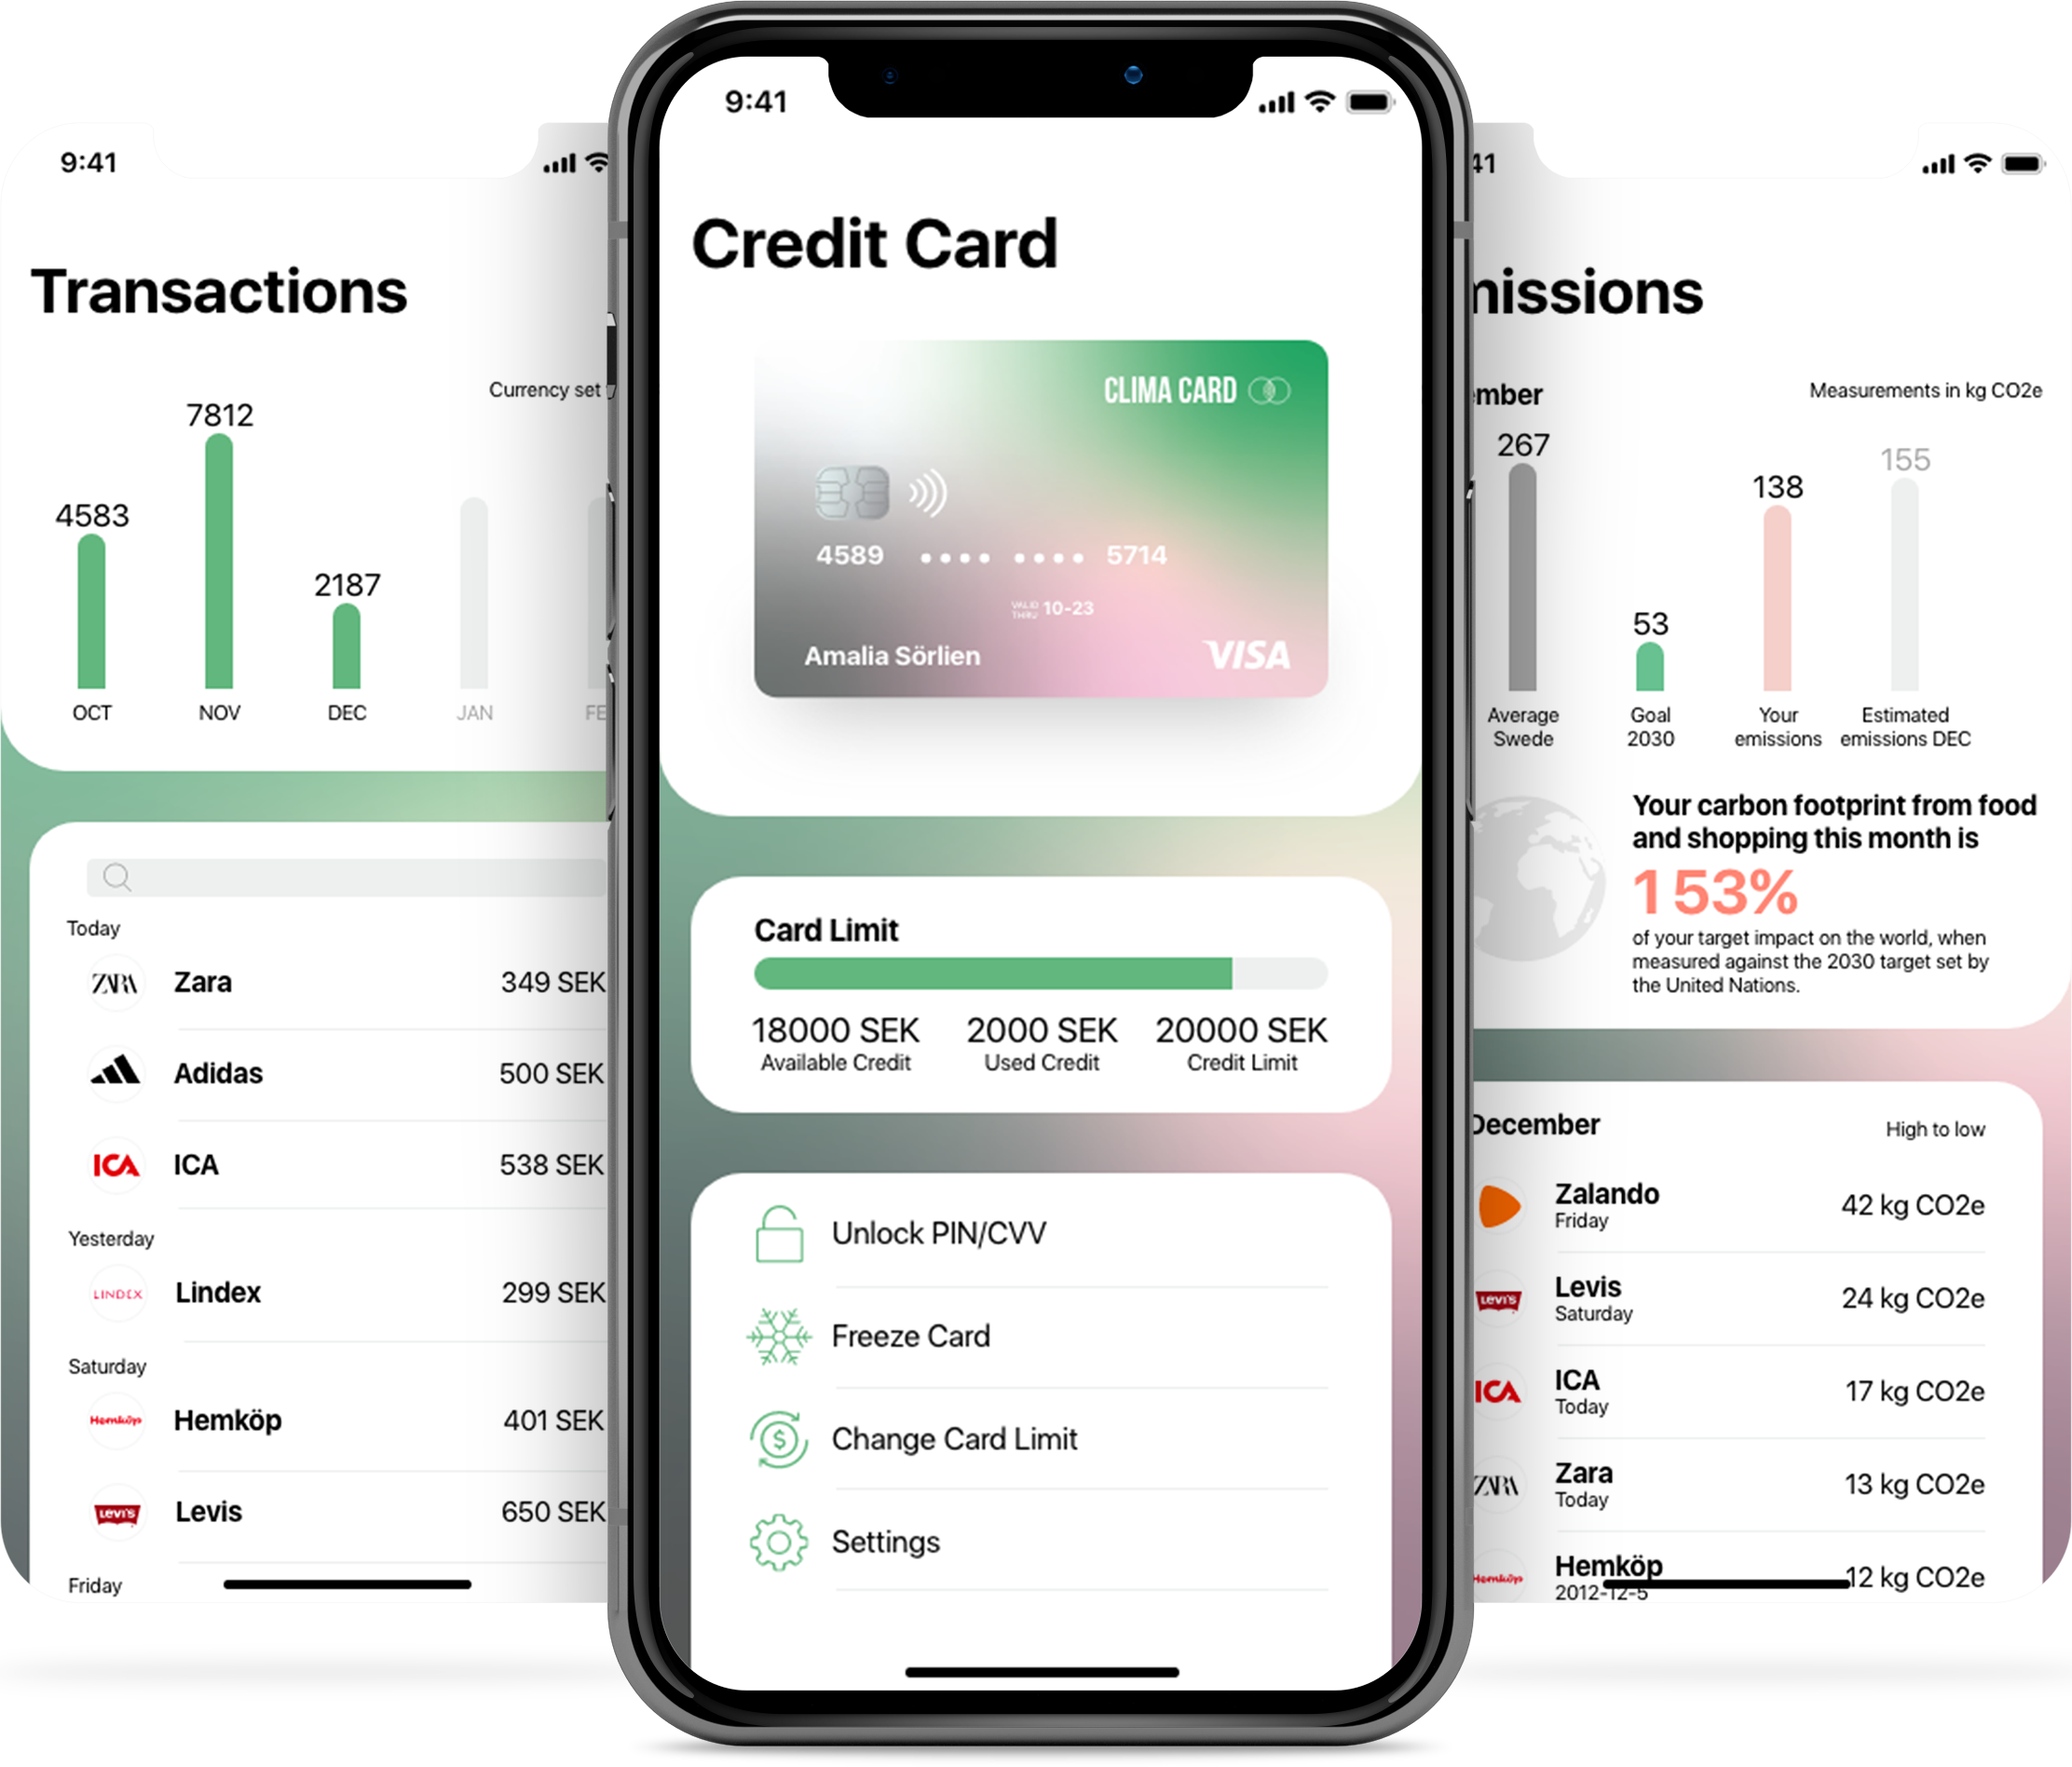 9:41
Transactions
Currency set
7812
4583
2187
OCT NOV DEC JAN FE
Today
ZARA Zara 349 SEK
Adidas 500 SEK
ICA ICA 538 SEK
Yesterday
LINDEX Lindex 299 SEK
Saturday
Hemköp Hemköp 401 SEK
LEVI'S Levis 650 SEK
Friday
9:41
Credit Card
CLIMA CARD
4589 •••• •••• 5714
VALID
THRU 10-23
Amalia Sörlien VISA
Card Limit
18000 SEK 2000 SEK 20000 SEK
Available Credit Used Credit Credit Limit
Unlock PIN/CVV
Freeze Card
$ Change Card Limit
Settings
41
missions
ember Measurements in kg CO2e
267
155
138
53
Average Goal Your Estimated
Swede 2030 emissions emissions DEC
Your carbon footprint from food
and shopping this month is
153%
of your target impact on the world, when
measured against the 2030 target set by
the United Nations.
December High to low
Zalando 42 kg CO2e
Friday
LEVI'S Levis 24 kg CO2e
Saturday
ICA ICA 17 kg CO2e
Today
ZARA Zara 13 kg CO2e
Today
Hemköp Hemköp 12 kg CO2e
2012-12-5